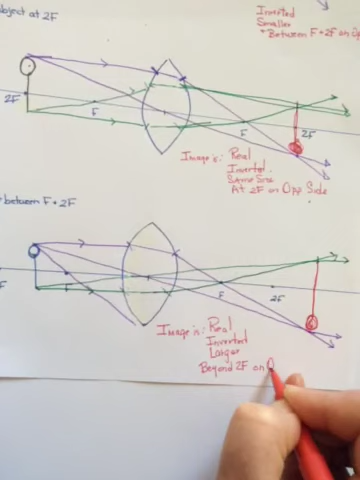 object at 2F
Inverted
Smaller
*Between F + 2F on Op
2F
F
F
2F
Image is: Real
Inverted
Same Size
At 2F on Opp Side
between F + 2F
F
F
2F
Image is: Real
Inverted
Larger
Beyond 2F on O